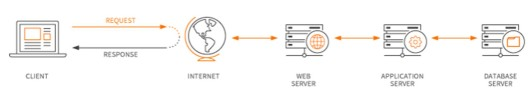 REQUEST
RESPONSE
CLIENT
INTERNET
WEB
SERVER
APPLICATION
SERVER
DATABASE
SERVER